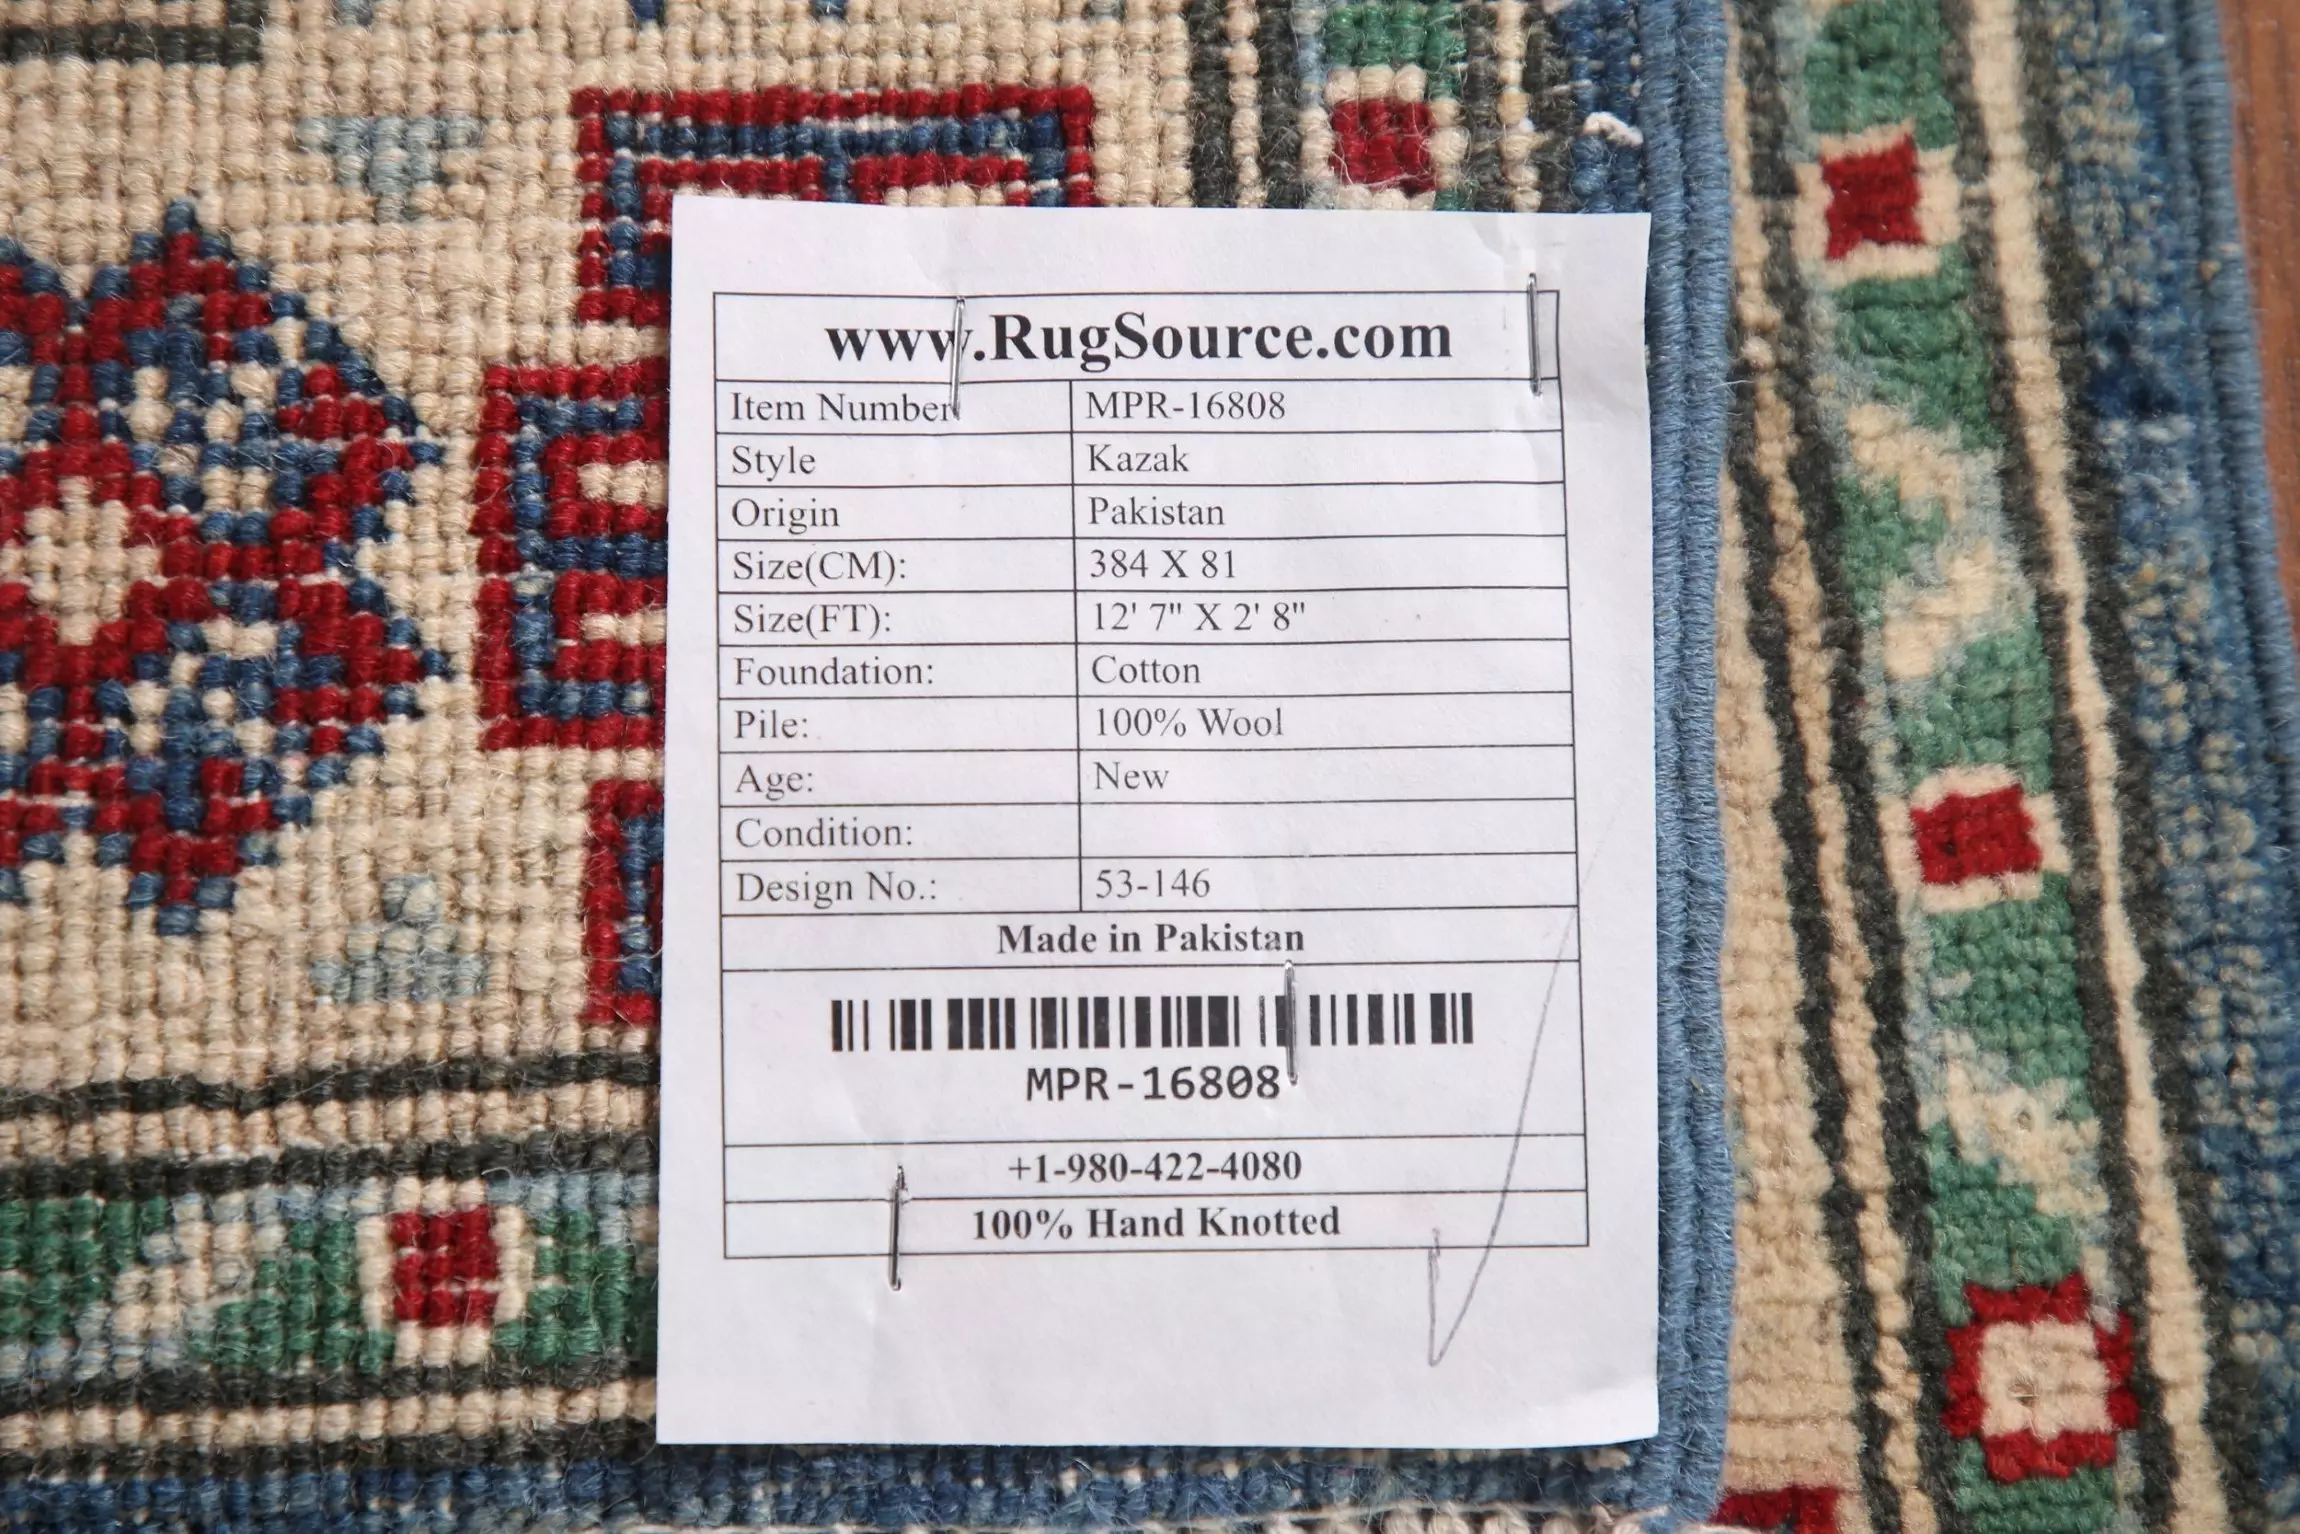 www.RugSource.com
Item Number MPR-16808
Style Kazak
Origin Pakistan
Size(CM): 384 X 81
Size(FT): 12' 7" X 2' 8"
Foundation: Cotton
Pile: 100% Wool
Age: New
Condition:
Design No.: 53-146
Made in Pakistan
MPR-16808
+1-980-422-4080
100% Hand Knotted